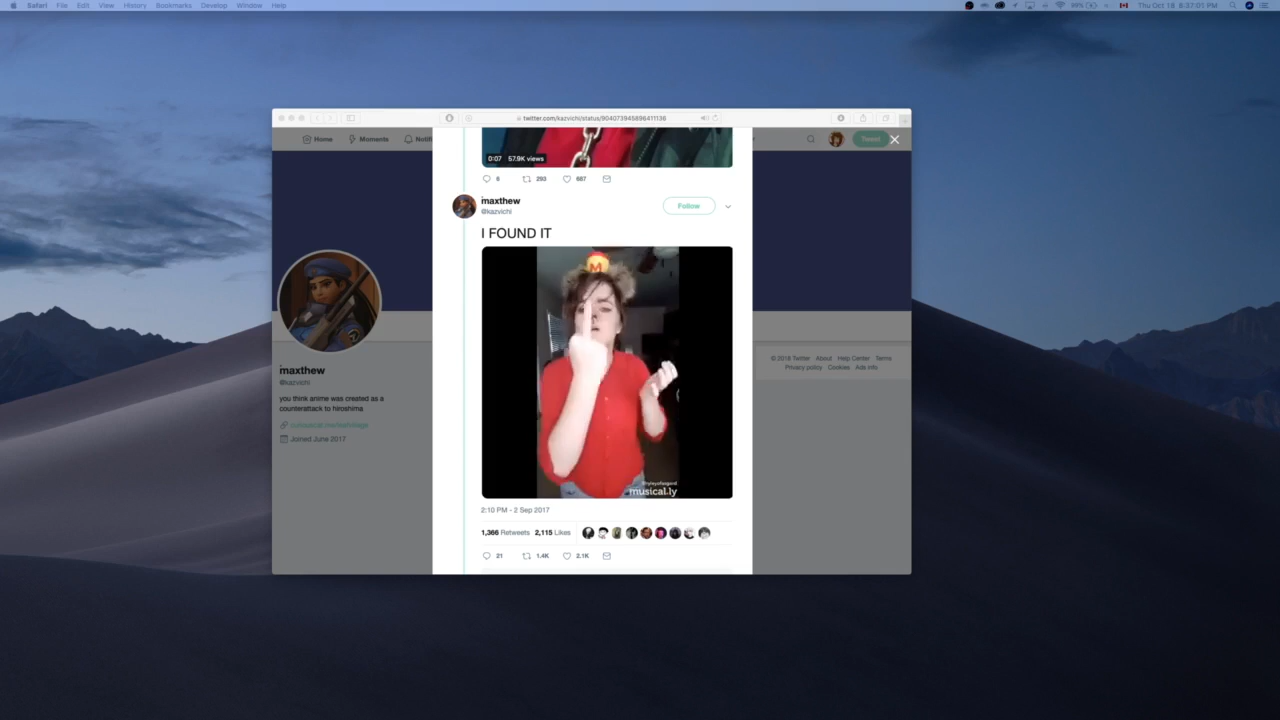 Safari File Edit View History Bookmarks Develop Window Help
99% Thu Oct 18 8:37:01 PM
twitter.com/kazvichi/status/904073945896411136
Home Moments Notifi
Tweet
0:07 57.9K views
6 293 667
maxthew
@kazvichi
Follow
I FOUND IT
M
musical.ly
2:10 PM - 2 Sep 2017
1,366 Retweets 2,115 Likes
21 1.4K 2.1K
maxthew
@kazvichi
you think anime was created as a
counterattack to hiroshima
Joined June 2017
© 2018 Twitter About Help Center Terms
Privacy policy Cookies Ads info